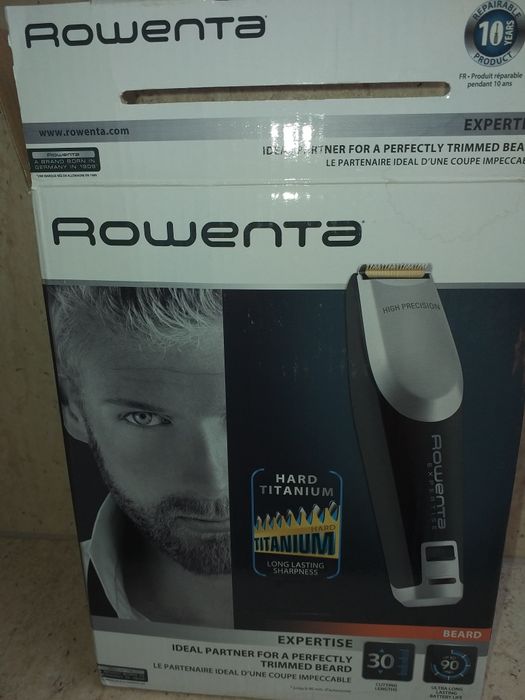 Rowenta
REPAIRABLE
10
YEARS
PRODUCT
FR - Produit réparable
pendant 10 ans
www.rowenta.com
EXPERTI
Rowenta
A BRAND BORN IN
GERMANY IN 1909
IDEAL PARTNER FOR A PERFECTLY TRIMMED BEA
LE PARTENAIRE IDEAL D'UNE COUPE IMPECCA
Rowenta
HIGH PRECISION
Rowenta
EXPERTISE
HARD
TITANIUM
HARD
TITANIUM
LONG LASTING
SHARPNESS
BEARD
EXPERTISE
IDEAL PARTNER FOR A PERFECTLY
TRIMMED BEARD
LE PARTENAIRE IDEAL D'UNE COUPE IMPECCABLE
30
CUTTING
LENGTHS
90
ULTRA LONG
LASTING
BATTERY LIFE